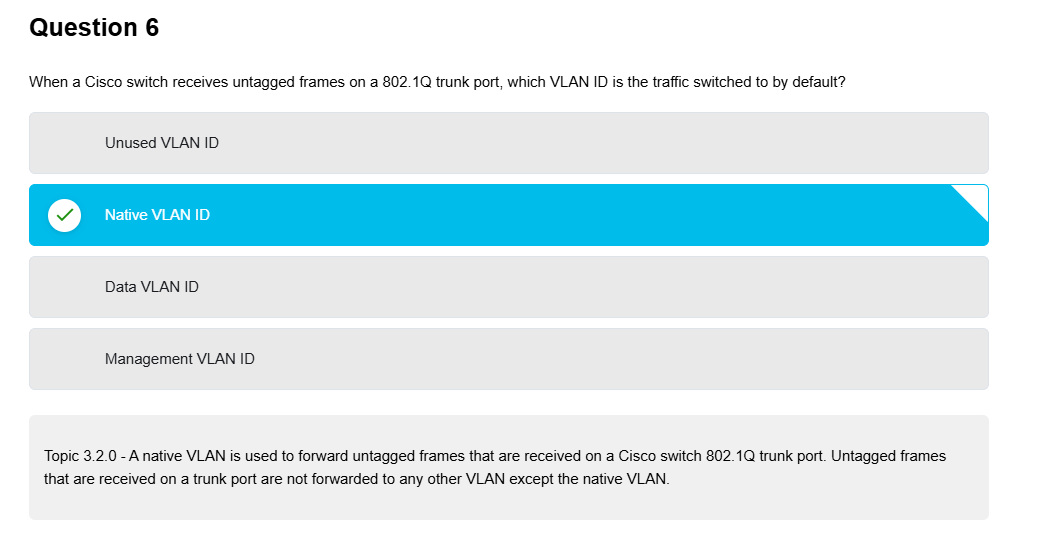 Question 6
When a Cisco switch receives untagged frames on a 802.1Q trunk port, which VLAN ID is the traffic switched to by default?
Unused VLAN ID
Native VLAN ID
Data VLAN ID
Management VLAN ID
Topic 3.2.0 - A native VLAN is used to forward untagged frames that are received on a Cisco switch 802.1Q trunk port. Untagged frames
that are received on a trunk port are not forwarded to any other VLAN except the native VLAN.